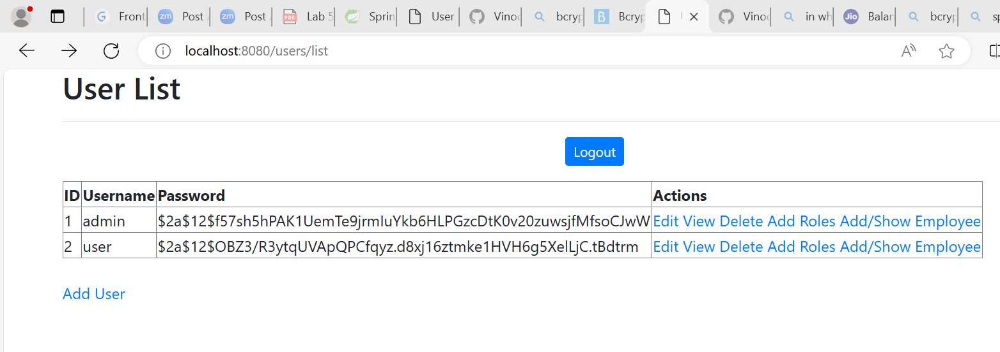 Front Post Post Lab 5 Sprin User Vinod bcryp Bcryp Vinod in wh Balan bcryp sp
localhost:8080/users/list
User List
Logout
ID Username Password Actions
1 admin $2a$12$f57sh5hPAK1UemTe9jrmIuYkb6HLPGzcDtK0v20zuwsjfMfsoCJwW Edit View Delete Add Roles Add/Show Employee
2 user $2a$12$OBZ3/R3ytqUVApQPCfqyz.d8xj16ztmke1HVH6g5XelLjC.tBdtrm Edit View Delete Add Roles Add/Show Employee
Add User